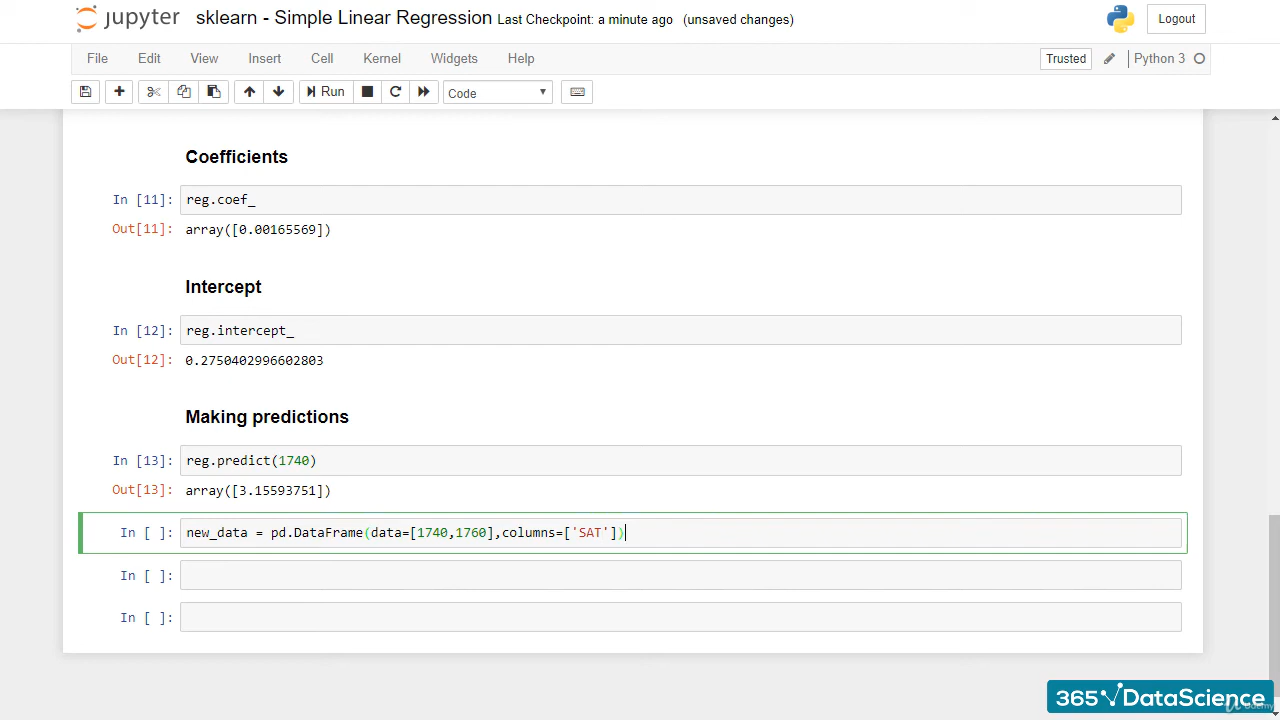 jupyter sklearn - Simple Linear Regression Last Checkpoint: a minute ago (unsaved changes) Logout
File Edit View Insert Cell Kernel Widgets Help Trusted Python 3
Run Code
Coefficients
In [11]: reg.coef_
Out[11]: array([0.00165569])
Intercept
In [12]: reg.intercept_
Out[12]: 0.2750402996602803
Making predictions
In [13]: reg.predict(1740)
Out[13]: array([3.15593751])
In [ ]: new_data = pd.DataFrame(data=[1740,1760],columns=['SAT'])
In [ ]:
In [ ]:
365 DataScience
Udemy